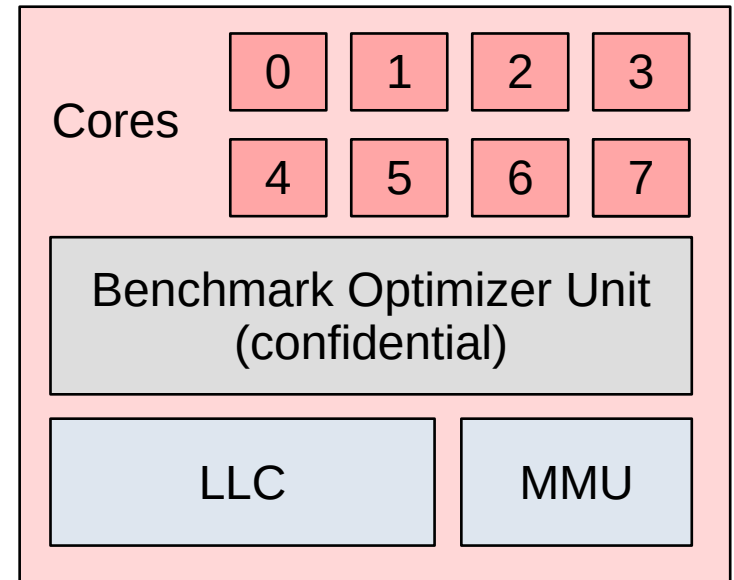 0 1 2 3
Cores
4 5 6 7
Benchmark Optimizer Unit
(confidential)
LLC MMU